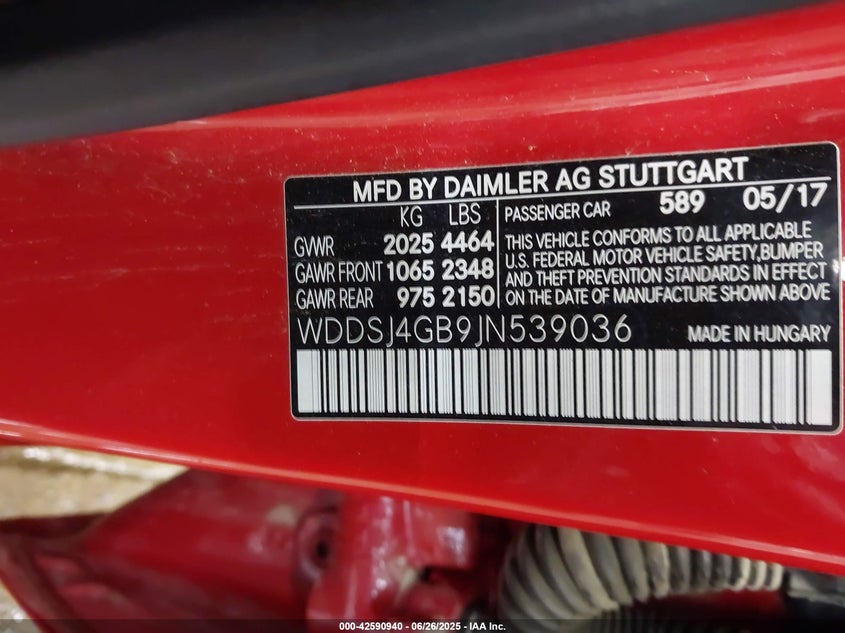 MFD BY DAIMLER AG STUTTGART
KG LBS
GVWR 2025 4464
GAWR FRONT 1065 2348
GAWR REAR 975 2150
PASSENGER CAR 589 05/17
THIS VEHICLE CONFORMS TO ALL APPLICABLE
U.S. FEDERAL MOTOR VEHICLE SAFETY,BUMPER
AND THEFT PREVENTION STANDARDS IN EFFECT
ON THE DATE OF MANUFACTURE SHOWN ABOVE
WDDSJ4GB9JN539036 MADE IN HUNGARY
000-42590940 - 06/26/2025 - IAA Inc.